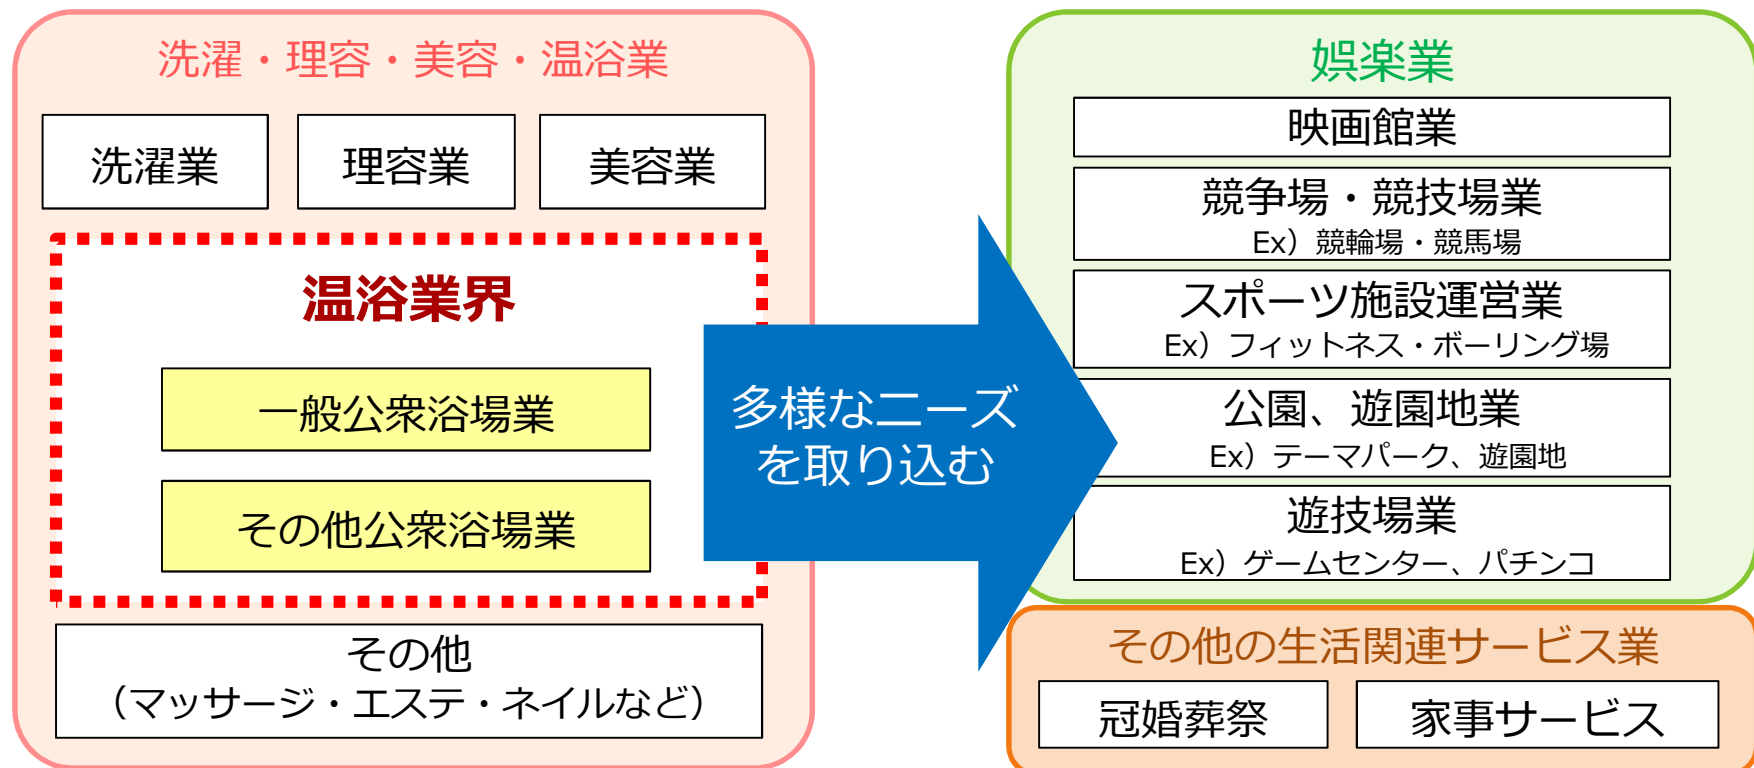 洗濯・理容・美容・温浴業
洗濯業
理容業
美容業
温浴業界
一般公衆浴場業
その他公衆浴場業
その他
（マッサージ・エステ・ネイルなど）
多様なニーズ
を取り込む
娯楽業
映画館業
競争場・競技場業
Ex）競輪場・競馬場
スポーツ施設運営業
Ex）フィットネス・ボーリング場
公園、遊園地業
Ex）テーマパーク、遊園地
遊技場業
Ex）ゲームセンター、パチンコ
その他の生活関連サービス業
冠婚葬祭
家事サービス